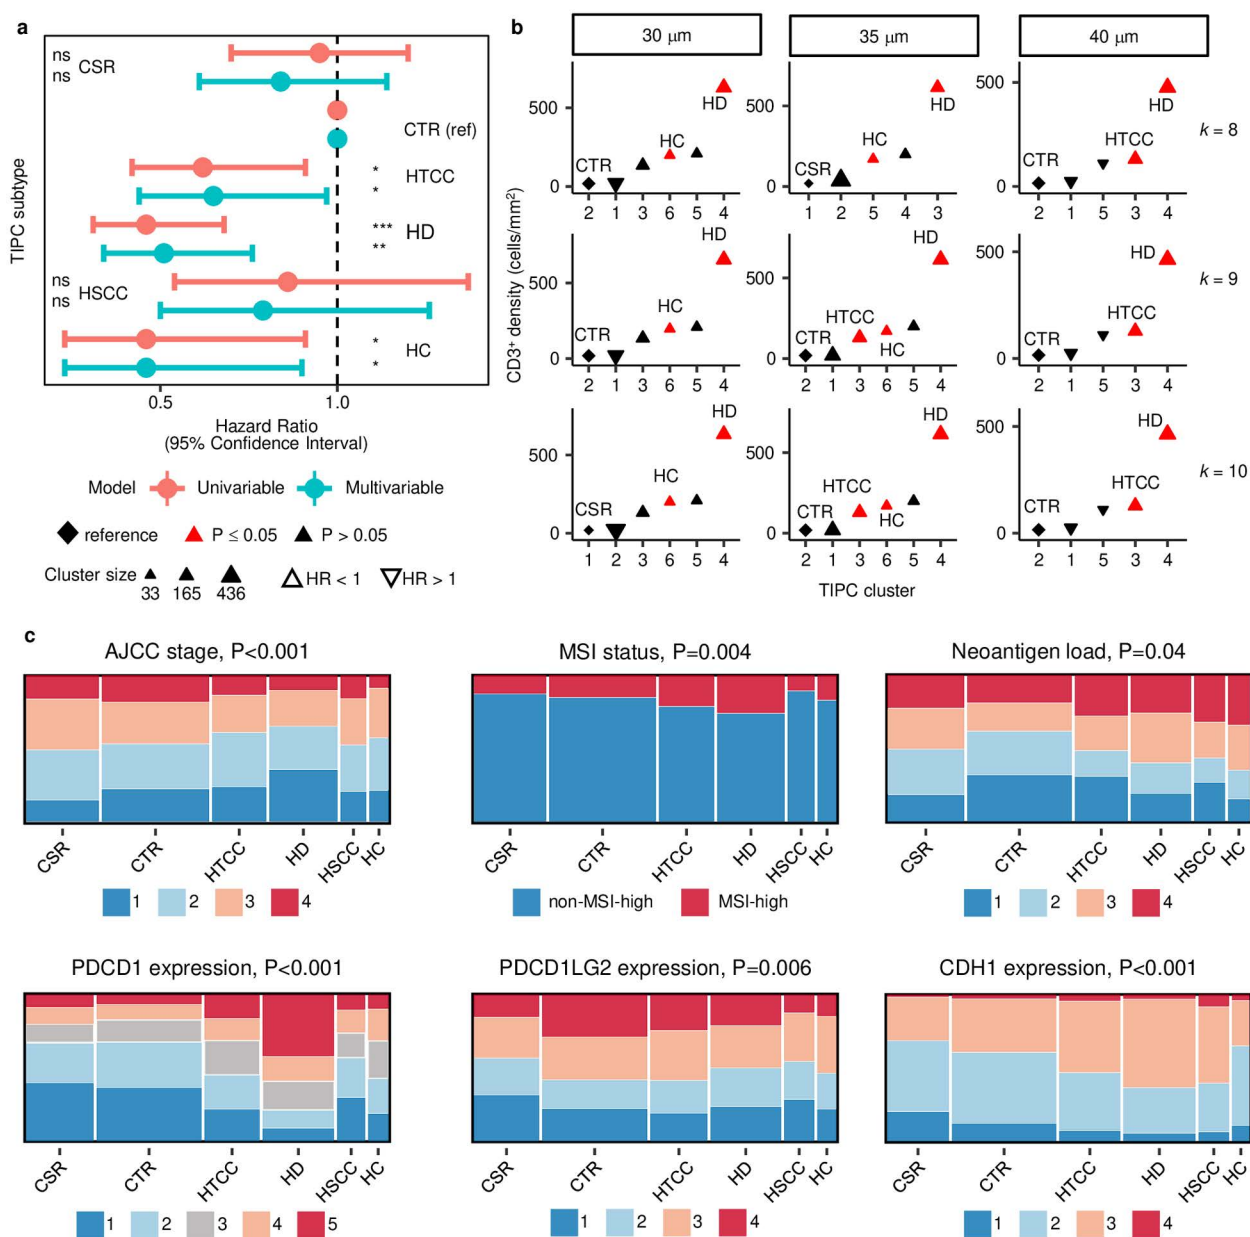 a
ns
ns CSR
CTR (ref)
*
* HTCC
***
** HD
ns
ns HSCC
*
* HC
TIPC subtype
0.5 1.0
Hazard Ratio
(95% Confidence Interval)
Model Univariable Multivariable
reference P ≤ 0.05 P > 0.05
Cluster size 33 165 436 HR < 1 HR > 1
b
30 μm 35 μm 40 μm
CD3⁺ density (cells/mm²)
500
0
CTR HC HD
2 1 3 6 5 4
500
0
CSR HC HD
1 2 5 4 3
500
0
CTR HTCC HD
2 1 5 3 4
k = 8
500
0
CTR HC HD
2 1 3 6 5 4
500
0
CTR HTCC HC HD
2 1 3 6 5 4
500
0
CTR HTCC HD
2 1 5 3 4
k = 9
500
0
CSR HC HD
1 2 3 6 5 4
500
0
CTR HTCC HC HD
2 1 3 6 5 4
500
0
CTR HTCC HD
2 1 5 3 4
k = 10
TIPC cluster
c
AJCC stage, P<0.001
CSR CTR HTCC HD HSCC HC
1 2 3 4
MSI status, P=0.004
CSR CTR HTCC HD HSCC HC
non-MSI-high MSI-high
Neoantigen load, P=0.04
CSR CTR HTCC HD HSCC HC
1 2 3 4
PDCD1 expression, P<0.001
CSR CTR HTCC HD HSCC HC
1 2 3 4 5
PDCD1LG2 expression, P=0.006
CSR CTR HTCC HD HSCC HC
1 2 3 4
CDH1 expression, P<0.001
CSR CTR HTCC HD HSCC HC
1 2 3 4